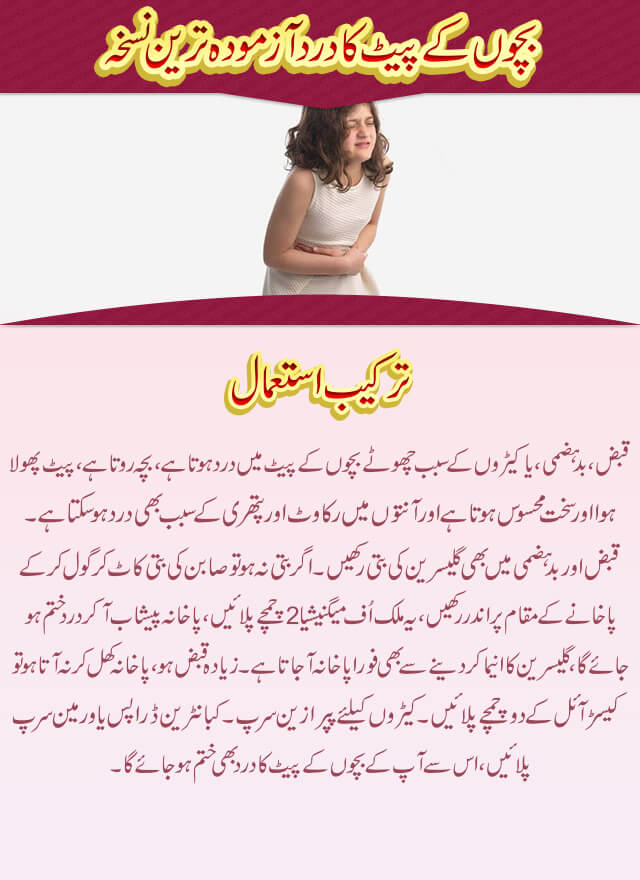 بچوں کے پیٹ کا درد آزمودہ ترین نسخہ
ترکیب استعمال
قبض، بدہضمی، یا کیڑوں کے سبب چھوٹے بچوں کے پیٹ میں درد ہوتا ہے، بچہ روتا ہے، پیٹ پھولا
ہوا اور سخت محسوس ہوتا ہے اور آنتوں میں رکاوٹ اور پتھری کے سبب بھی درد ہو سکتا ہے۔
قبض اور بدہضمی میں بھی گلیسرین کی بتی رکھیں۔ اگر بتی نہ ہو تو صابن کی بتی کاٹ کر گول کر کے
پاخانے کے مقام پر اندر رکھیں، یہ ملک اُف میگنیشیا 2 چمچے پلائیں، پاخانہ پیشاب آ کر درد ختم ہو
جائے گا، گلیسرین کا انیما کر دینے سے بھی فورا پاخانہ آ جاتا ہے۔ زیادہ قبض ہو، پاخانہ کھل کر نہ آتا ہو تو
کیسڑ آئل کے دو چمچے پلائیں۔ کیڑوں کیلئے پپرازین سرپ۔ کبانٹرین ڈراپس یا ورمین سرپ
پلائیں، اس سے آپ کے بچوں کے پیٹ کا درد بھی ختم ہو جائے گا۔